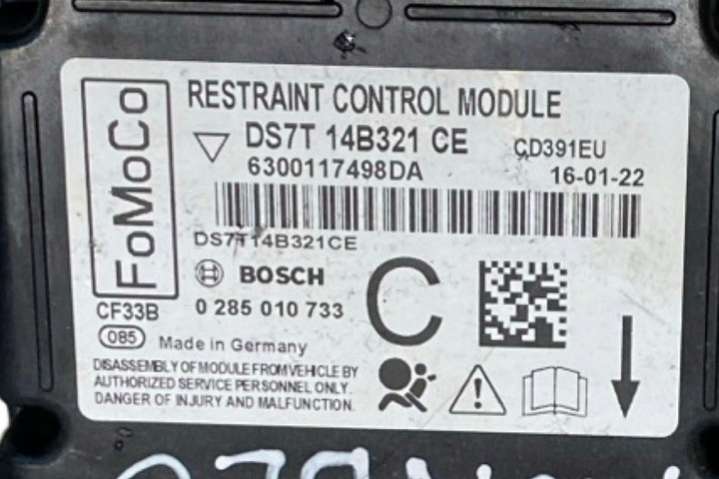 FoMoCo
RESTRAINT CONTROL MODULE
DS7T 14B321 CE
CD391EU
6300117498DA
16-01-22
DS7T14B321CE
BOSCH
C
CF33B
0 285 010 733
085
Made in Germany
DISASSEMBLY OF MODULE FROM VEHICLE BY
AUTHORIZED SERVICE PERSONNEL ONLY.
DANGER OF INJURY AND MALFUNCTION.